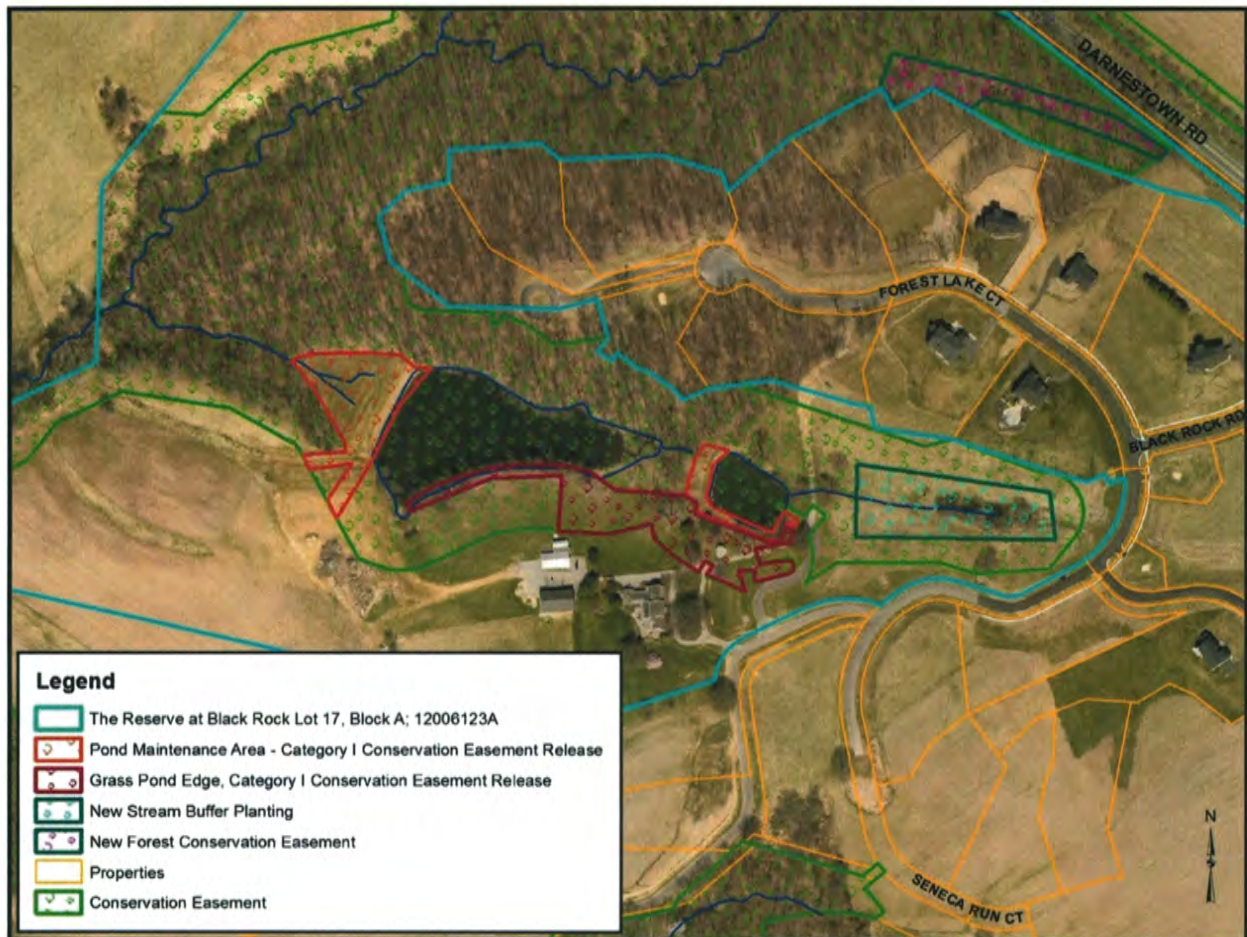 DARNESTOWN RD
FOREST LAKE CT
BLACK ROCK RD
Legend
The Reserve at Black Rock Lot 17, Block A; 12006123A
Pond Maintenance Area - Category I Conservation Easement Release
Grass Pond Edge, Category I Conservation Easement Release
New Stream Buffer Planting
New Forest Conservation Easement
Properties
Conservation Easement
N
SENECA RUN CT